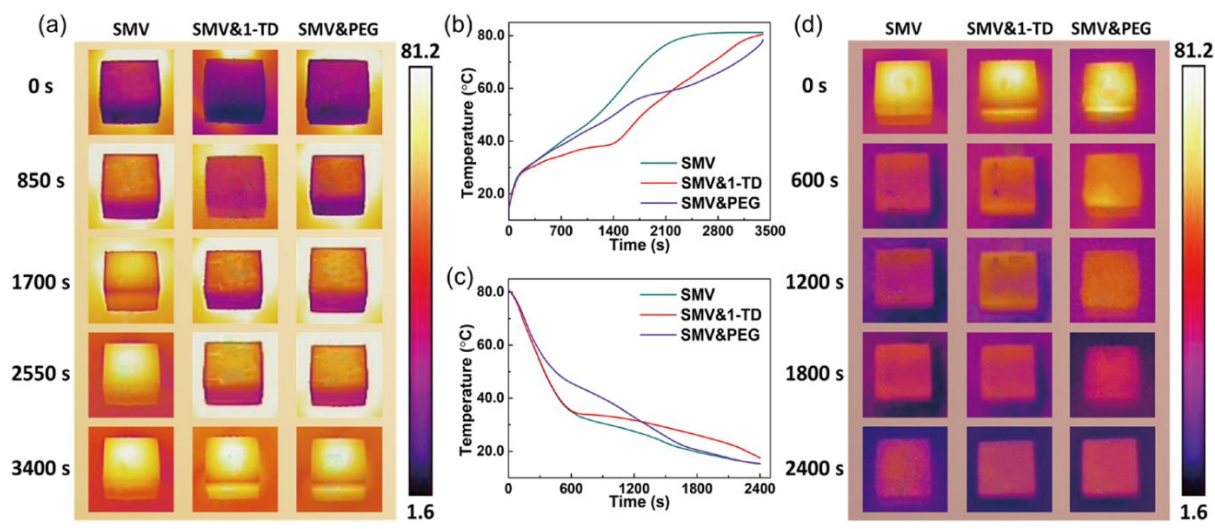 (a)
SMV SMV&1-TD SMV&PEG
81.2
0 s
850 s
1700 s
2550 s
3400 s
1.6
(b)
Temperature (°C)
80.0
60.0
40.0
20.0
SMV
SMV&1-TD
SMV&PEG
0 700 1400 2100 2800 3500
Time (s)
(c)
Temperature (°C)
80.0
60.0
40.0
20.0
SMV
SMV&1-TD
SMV&PEG
0 600 1200 1800 2400
Time (s)
(d)
SMV SMV&1-TD SMV&PEG
81.2
0 s
600 s
1200 s
1800 s
2400 s
1.6